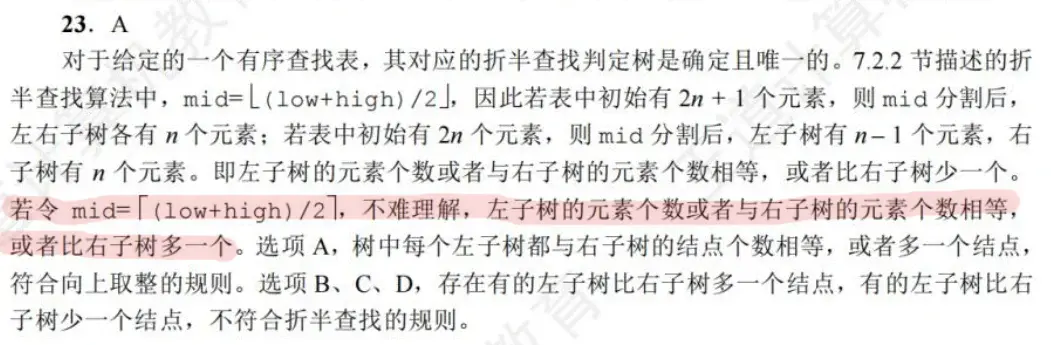 23. A
对于给定的一个有序查找表，其对应的折半查找判定树是确定且唯一的。7.2.2 节描述的折
半查找算法中，mid=⌊(low+high)/2⌋，因此若表中初始有 2n + 1 个元素，则 mid 分割后，
左右子树各有 n 个元素；若表中初始有 2n 个元素，则 mid 分割后，左子树有 n – 1 个元素，右
子树有 n 个元素。即左子树的元素个数或者与右子树的元素个数相等，或者比右子树少一个。
若令 mid=⌈(low+high)/2⌉，不难理解，左子树的元素个数或者与右子树的元素个数相等，
或者比右子树多一个。选项 A，树中每个左子树都与右子树的结点个数相等，或者多一个结点，
符合向上取整的规则。选项 B、C、D，存在有的左子树比右子树多一个结点，有的左子树比右
子树少一个结点，不符合折半查找的规则。